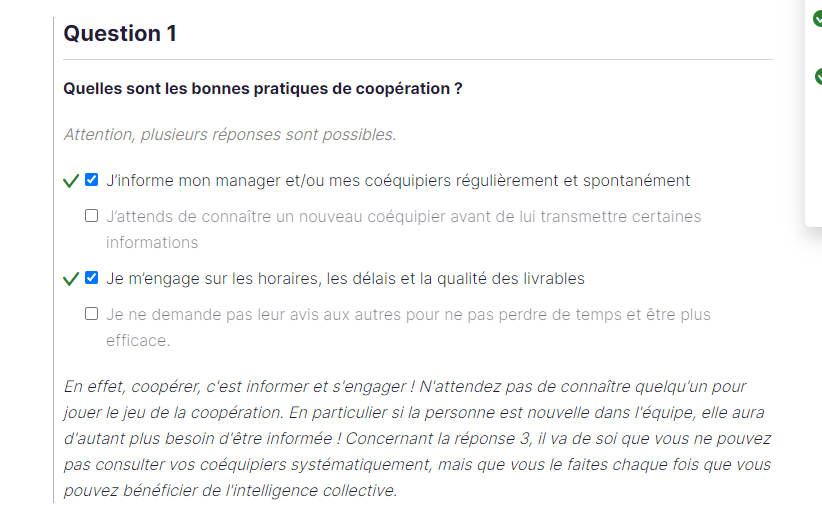 Question 1
Quelles sont les bonnes pratiques de coopération ?
Attention, plusieurs réponses sont possibles.
J'informe mon manager et/ou mes coéquipiers régulièrement et spontanément
J'attends de connaître un nouveau coéquipier avant de lui transmettre certaines
informations
Je m'engage sur les horaires, les délais et la qualité des livrables
Je ne demande pas leur avis aux autres pour ne pas perdre de temps et être plus
efficace.
En effet, coopérer, c'est informer et s'engager ! N'attendez pas de connaître quelqu'un pour
jouer le jeu de la coopération. En particulier si la personne est nouvelle dans l'équipe, elle aura
d'autant plus besoin d'être informée ! Concernant la réponse 3, il va de soi que vous ne pouvez
pas consulter vos coéquipiers systématiquement, mais que vous le faites chaque fois que vous
pouvez bénéficier de l'intelligence collective.